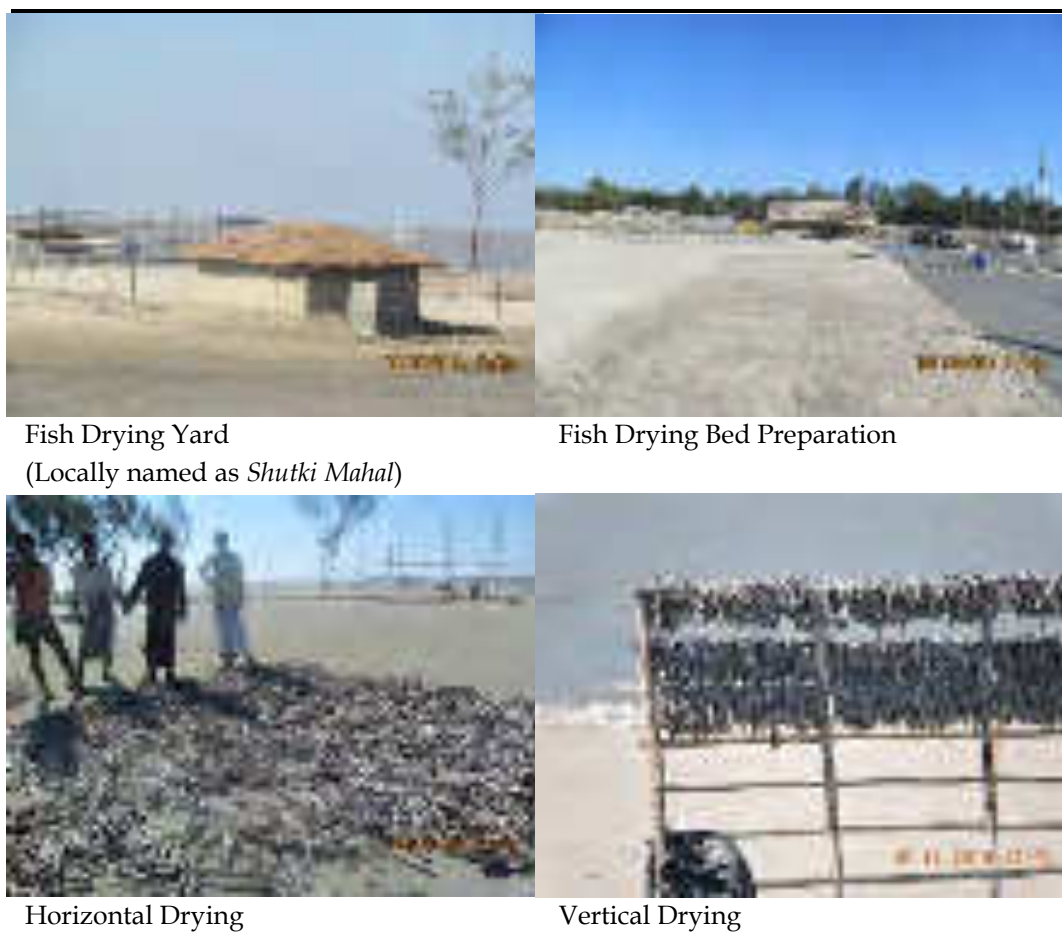 Fish Drying Yard
(Locally named as Shutki Mahal)
Fish Drying Bed Preparation
Horizontal Drying
Vertical Drying